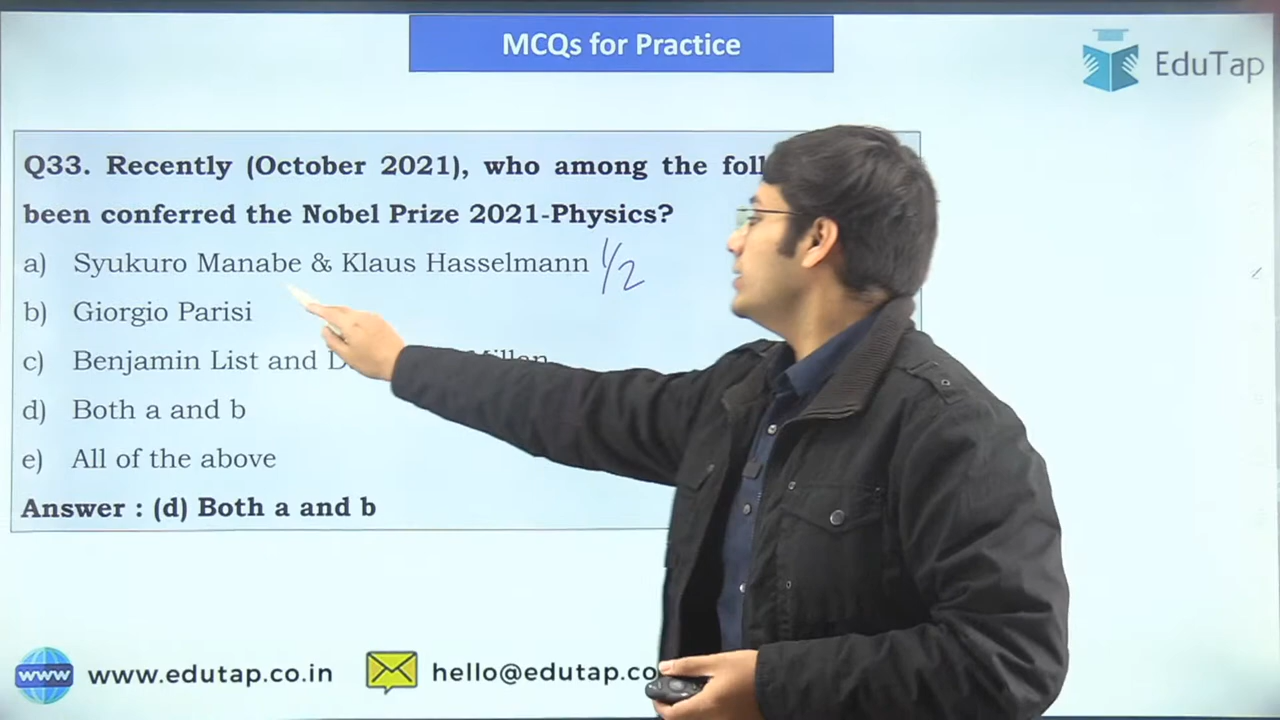 MCQs for Practice
EduTap
Q33. Recently (October 2021), who among the
been conferred the Nobel Prize 2021-Physics?
a) Syukuro Manabe & Klaus Hasselmann 1/2
b) Giorgio Parisi
c) Benjamin List and
d) Both a and b
e) All of the above
Answer : (d) Both a and b
www
www.edutap.co.in
hello@edutap.co